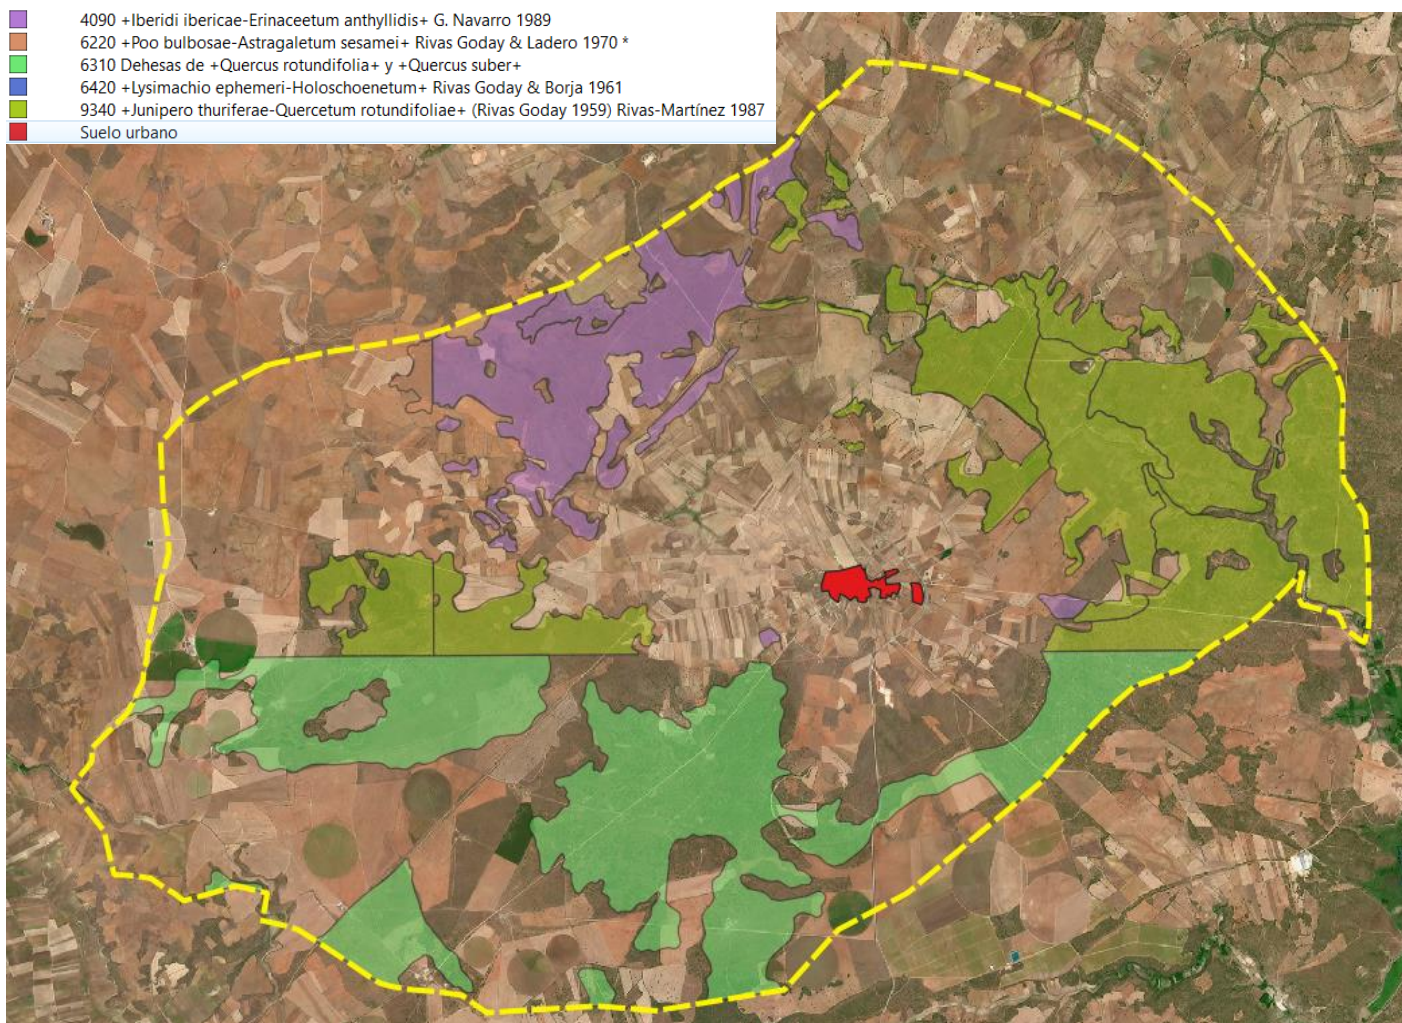 4090 +Iberidi ibericae-Erinaceetum anthyllidis+ G. Navarro 1989
6220 +Poo bulbosae-Astragaletum sesamei+ Rivas Goday & Ladero 1970 *
6310 Dehesas de +Quercus rotundifolia+ y +Quercus suber+
6420 +Lysimachio ephemeri-Holoschoenetum+ Rivas Goday & Borja 1961
9340 +Junipero thuriferae-Quercetum rotundifoliae+ (Rivas Goday 1959) Rivas-Martínez 1987
Suelo urbano